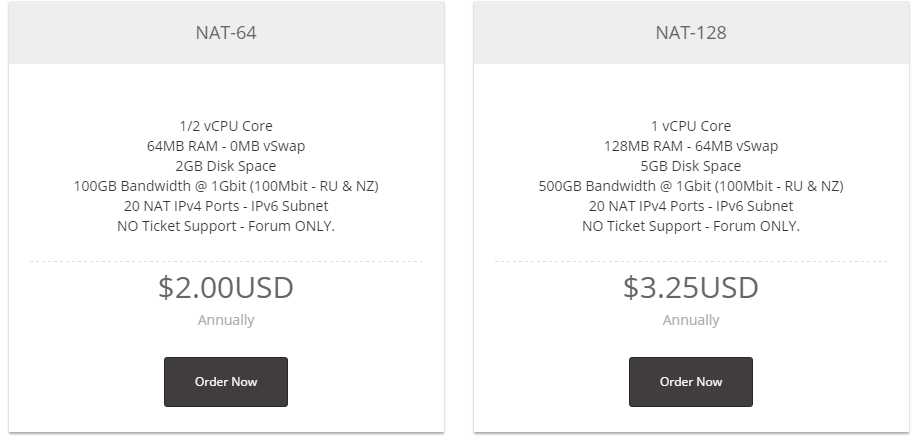 NAT-64
1/2 vCPU Core
64MB RAM - 0MB vSwap
2GB Disk Space
100GB Bandwidth @ 1Gbit (100Mbit - RU & NZ)
20 NAT IPv4 Ports - IPv6 Subnet
NO Ticket Support - Forum ONLY.
$2.00USD
Annually
Order Now
NAT-128
1 vCPU Core
128MB RAM - 64MB vSwap
5GB Disk Space
500GB Bandwidth @ 1Gbit (100Mbit - RU & NZ)
20 NAT IPv4 Ports - IPv6 Subnet
NO Ticket Support - Forum ONLY.
$3.25USD
Annually
Order Now